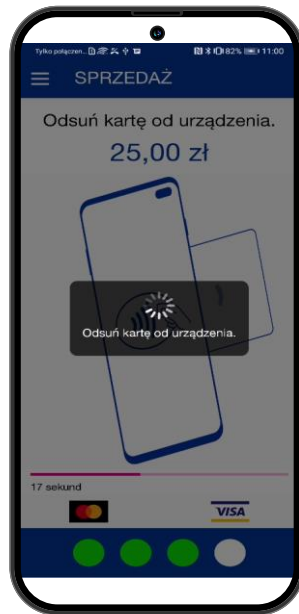 Tylko połączen...
82% 11:00
SPRZEDAŻ
Odsuń kartę od urządzenia.
25,00 zł
Odsuń kartę od urządzenia.
17 sekund
VISA